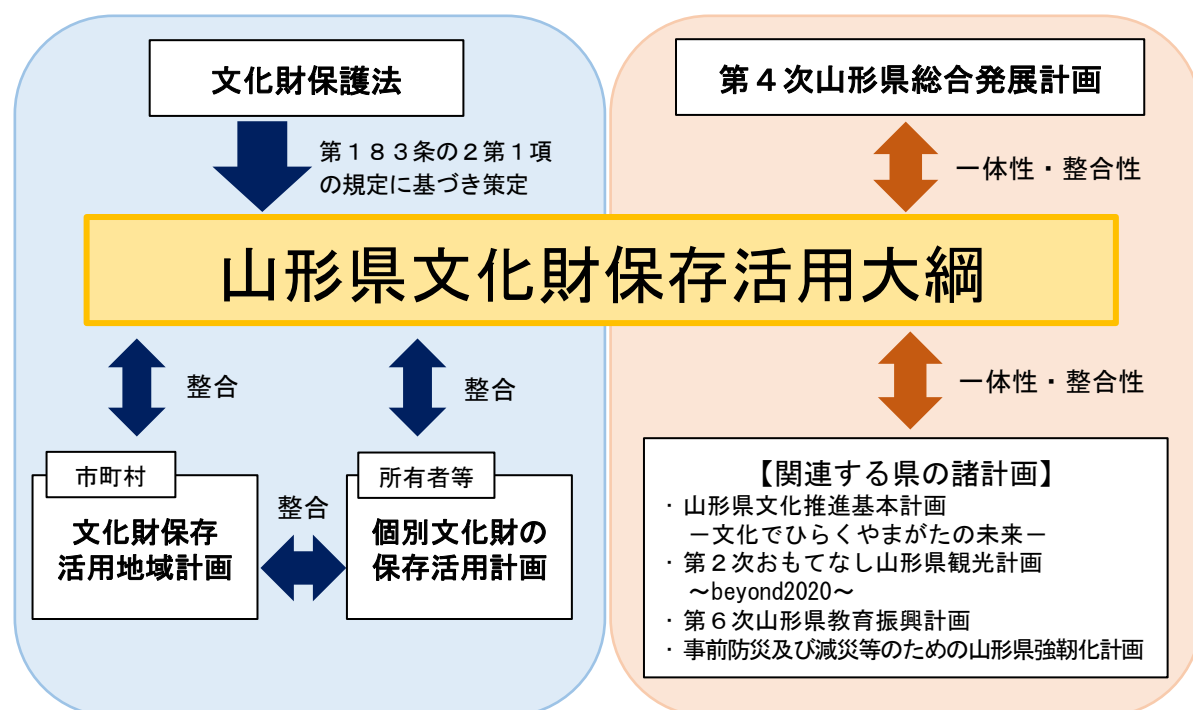 文化財保護法
第４次山形県総合発展計画
第１８３条の２第１項
の規定に基づき策定
一体性・整合性
山形県文化財保存活用大綱
整合
整合
一体性・整合性
市町村
文化財保存
活用地域計画
整合
所有者等
個別文化財の
保存活用計画
【関連する県の諸計画】
・山形県文化推進基本計画
－文化でひらくやまがたの未来－
・第２次おもてなし山形県観光計画
～beyond2020～
・第６次山形県教育振興計画
・事前防災及び減災等のための山形県強靭化計画